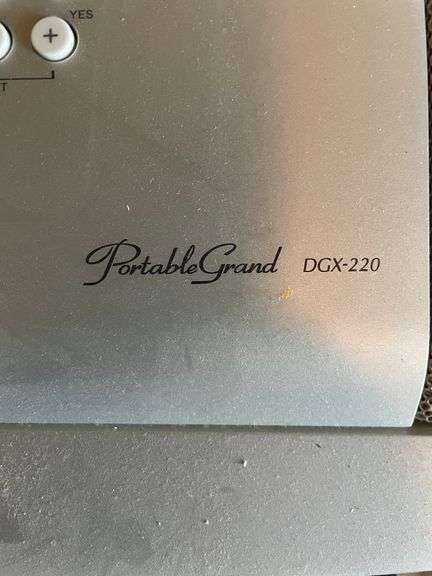 YES
+
T
PortableGrand DGX-220